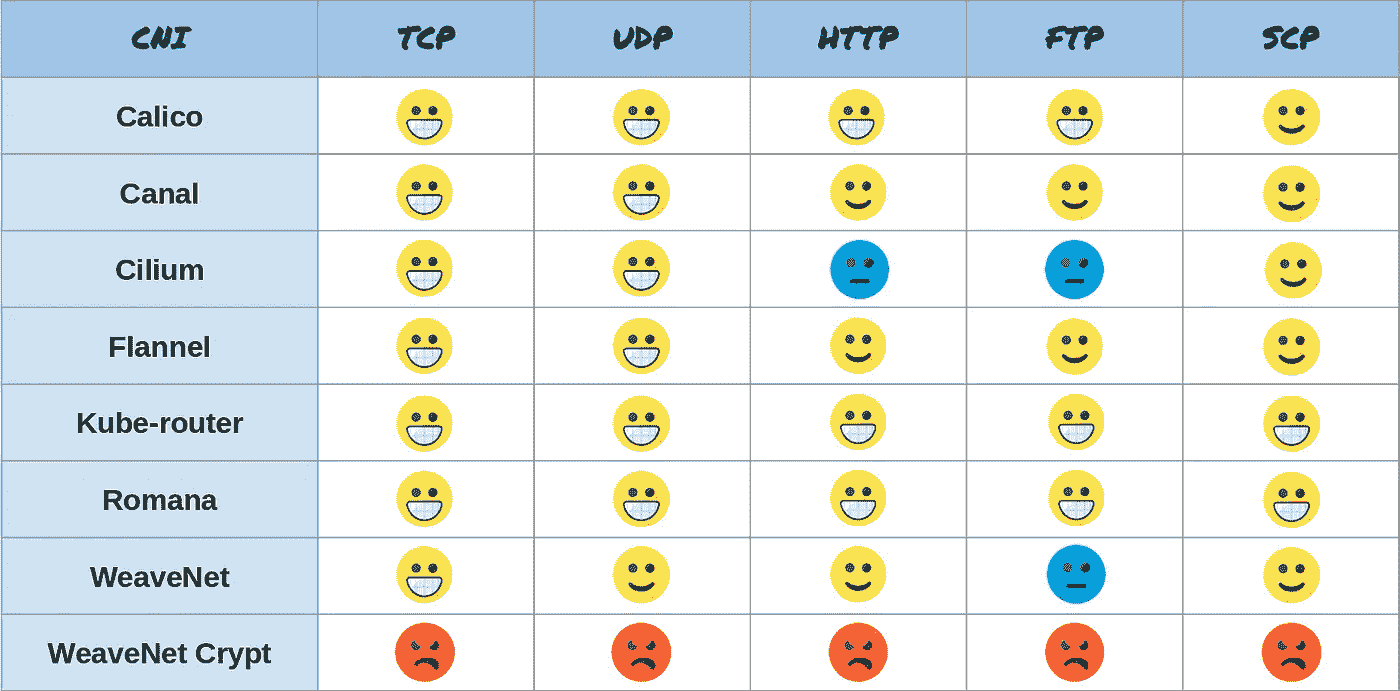 CNI TCP UDP HTTP FTP SCP
Calico
Canal
Cilium
Flannel
Kube-router
Romana
WeaveNet
WeaveNet Crypt